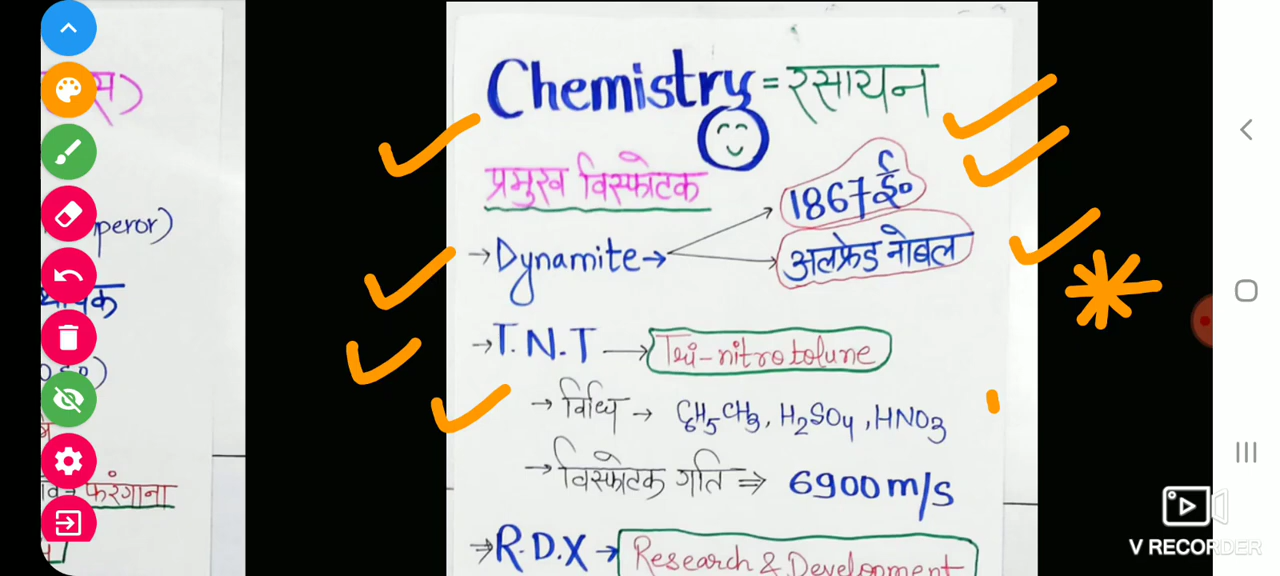 Chemistry = रसायन
प्रमुख विस्फोटक
1867 ई०
→ Dynamite →
अलफ्रेड नोबल
→ T.N.T → Tri-nitrotolune
→ विधि → C6H5CH3, H2SO4, HNO3
→ विस्फोटक गति ⇒ 6900 m/s
⇒ R.D.X → Research & Development
peror)
फरंगाना
V RECORDER